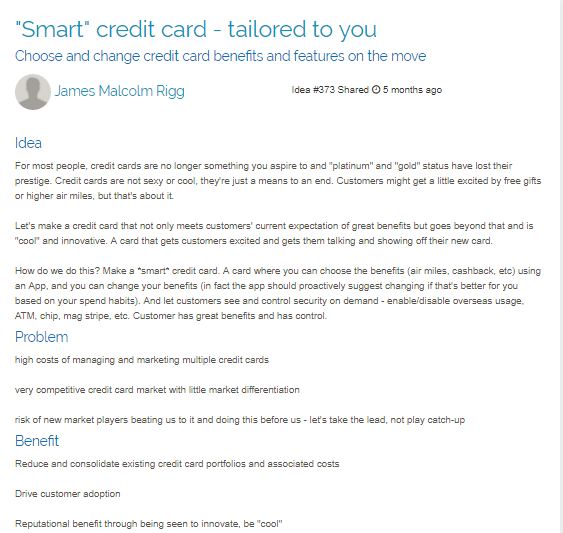 "Smart" credit card - tailored to you
Choose and change credit card benefits and features on the move
James Malcolm Rigg
Idea #373 Shared 5 months ago
Idea
For most people, credit cards are no longer something you aspire to and "platinum" and "gold" status have lost their
prestige. Credit cards are not sexy or cool, they're just a means to an end. Customers might get a little excited by free gifts
or higher air miles, but that's about it.
Let's make a credit card that not only meets customers' current expectation of great benefits but goes beyond that and is
"cool" and innovative. A card that gets customers excited and gets them talking and showing off their new card.
How do we do this? Make a *smart* credit card. A card where you can choose the benefits (air miles, cashback, etc) using
an App, and you can change your benefits (in fact the app should proactively suggest changing if that's better for you
based on your spend habits). And let customers see and control security on demand - enable/disable overseas usage,
ATM, chip, mag stripe, etc. Customer has great benefits and has control.
Problem
high costs of managing and marketing multiple credit cards
very competitive credit card market with little market differentiation
risk of new market players beating us to it and doing this before us - let's take the lead, not play catch-up
Benefit
Reduce and consolidate existing credit card portfolios and associated costs
Drive customer adoption
Reputational benefit through being seen to innovate, be "cool"